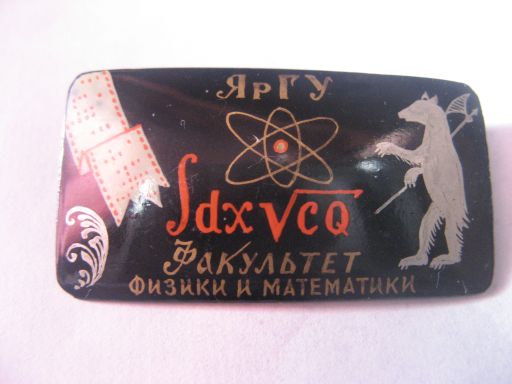 ЯрГУ
∫dx√cQ
Факультет
физики и математики